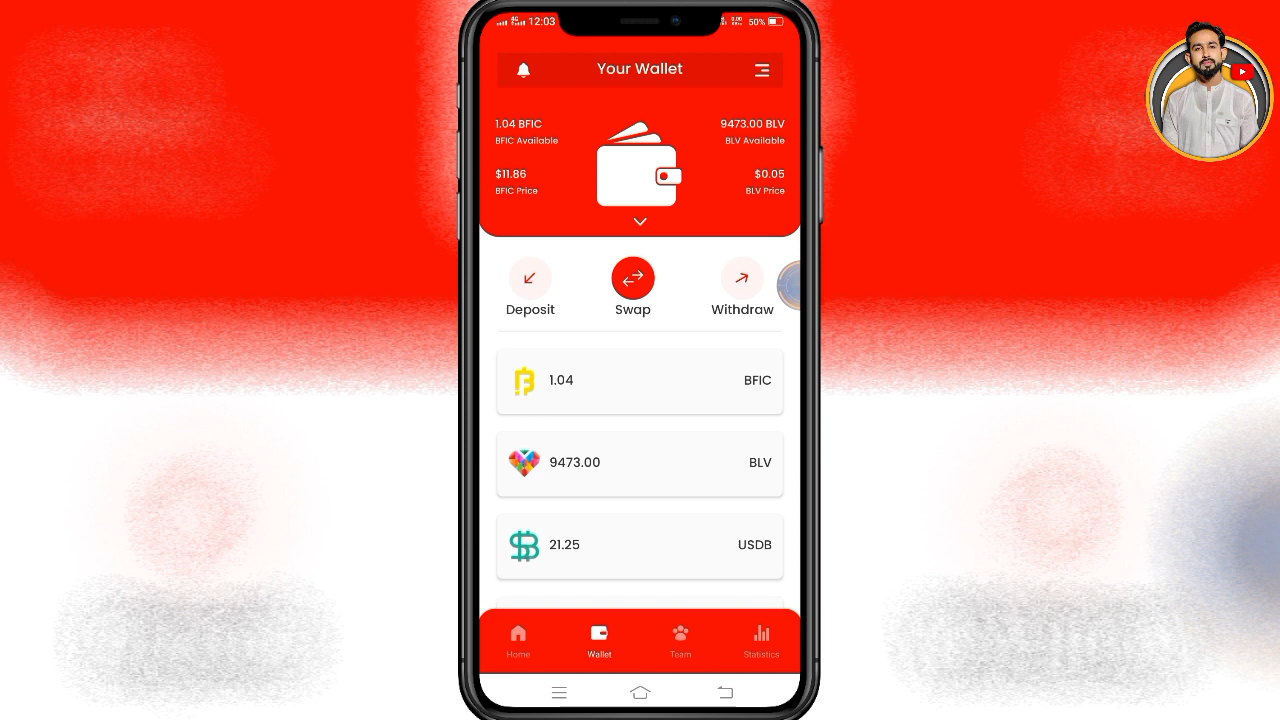 12:03
50%
Your Wallet
1.04 BFIC
BFIC Available
9473.00 BLV
BLV Available
$11.86
BFIC Price
$0.05
BLV Price
Deposit
Swap
Withdraw
1.04 BFIC
9473.00 BLV
21.25 USDB
Home
Wallet
Team
Statistics